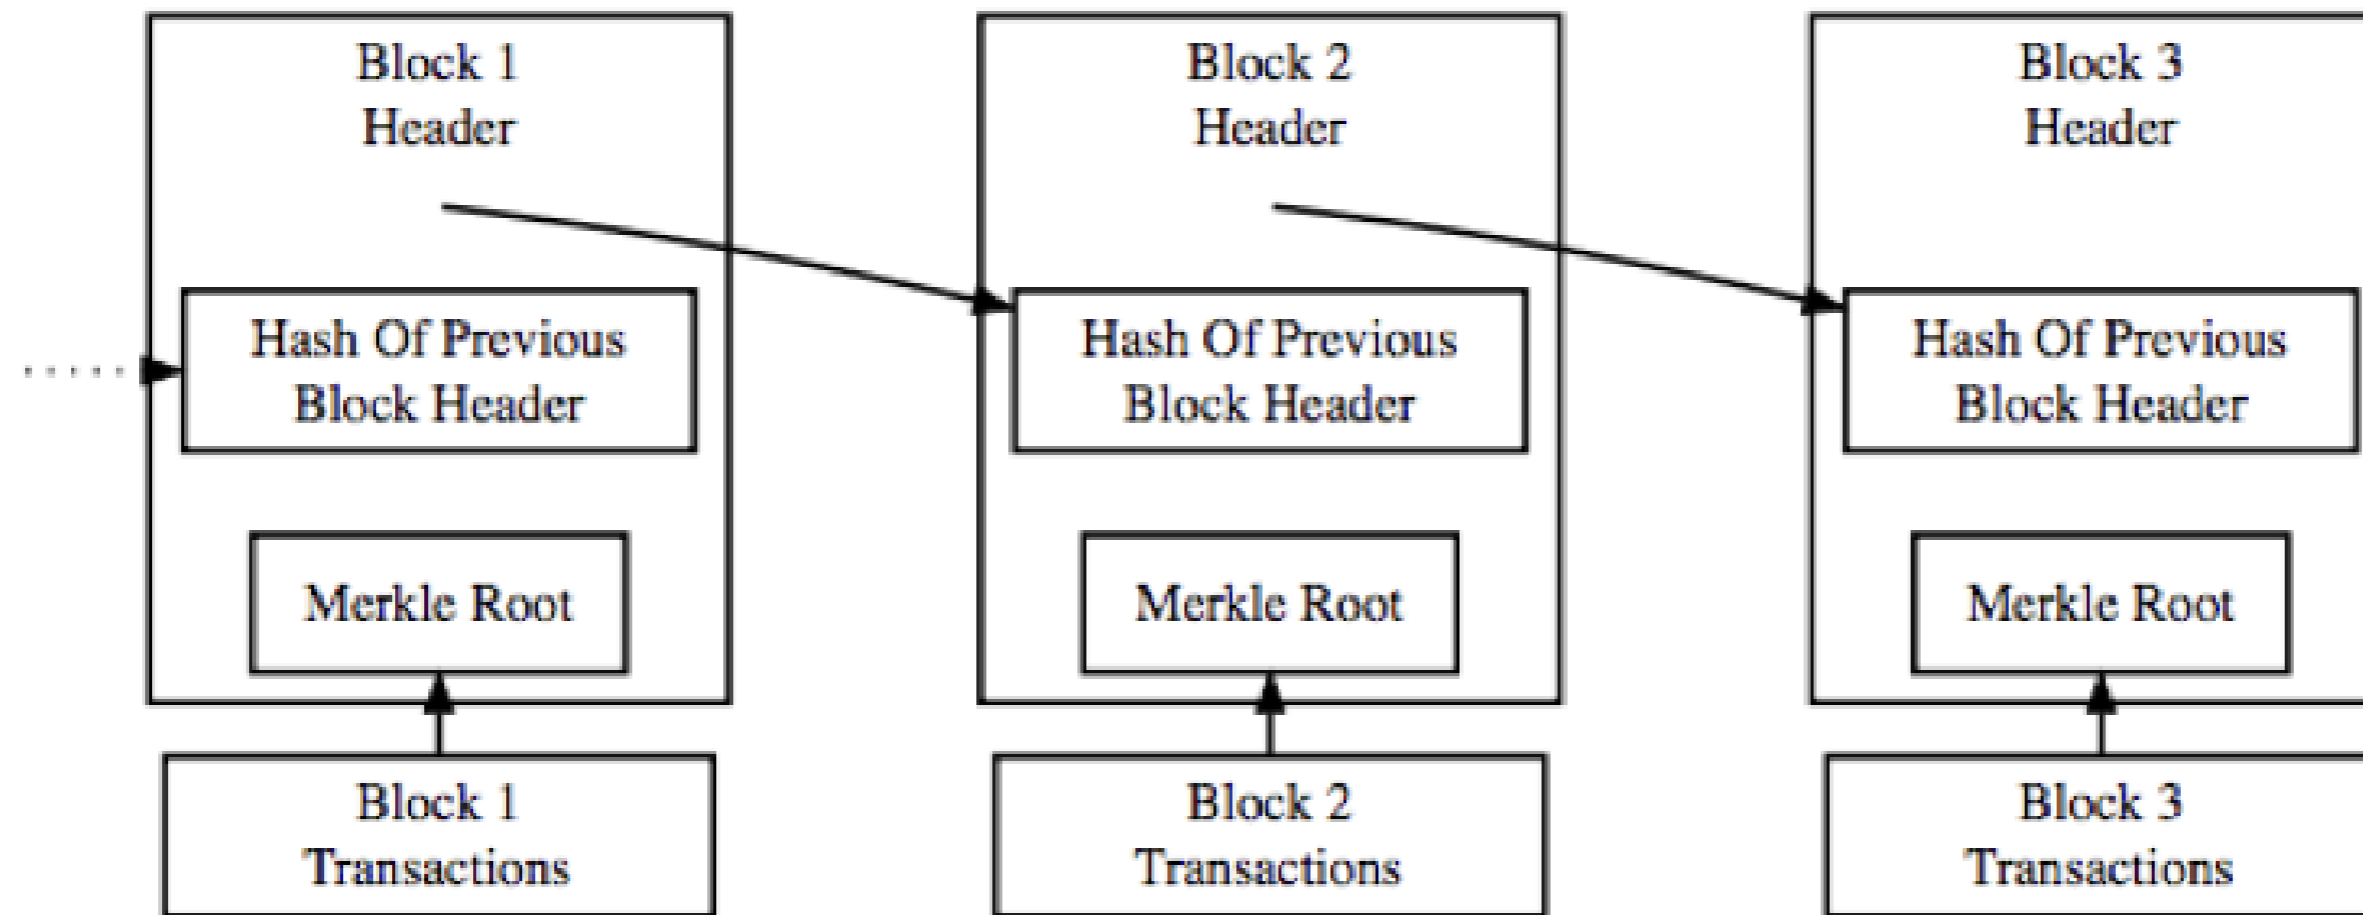 Block 1
Header
Hash Of Previous
Block Header
Merkle Root
Block 1
Transactions
Block 2
Header
Hash Of Previous
Block Header
Merkle Root
Block 2
Transactions
Block 3
Header
Hash Of Previous
Block Header
Merkle Root
Block 3
Transactions